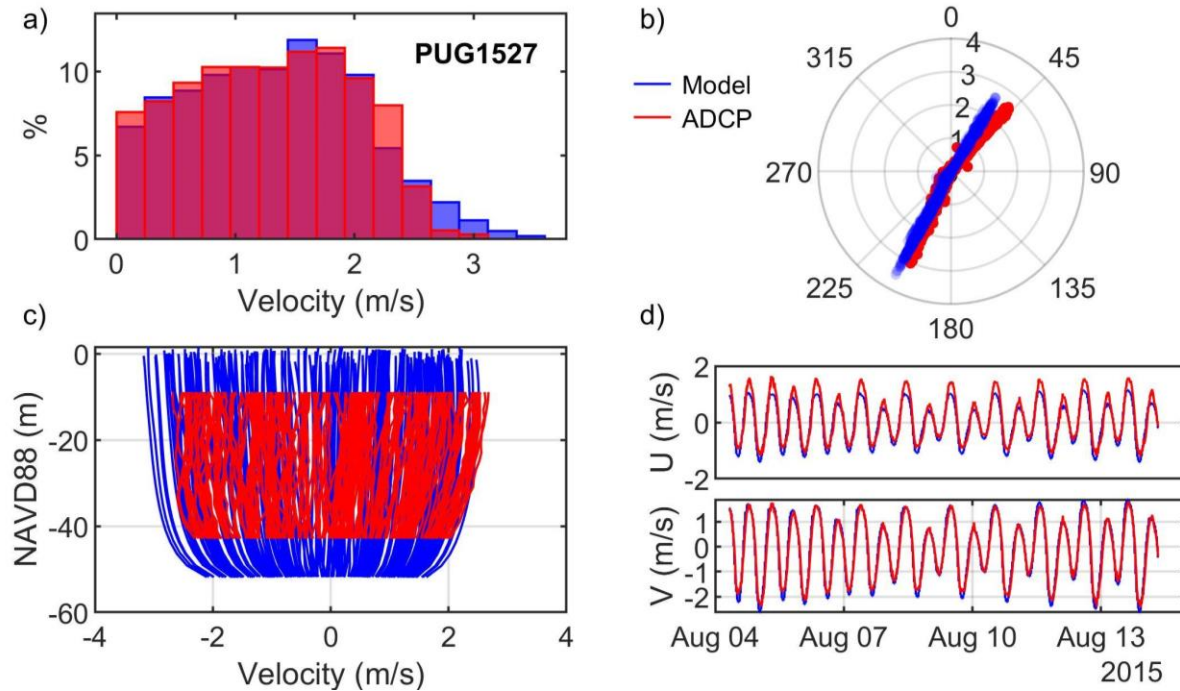 a)
PUG1527
10
5
0
%
0 1 2 3
Velocity (m/s)
b)
Model
ADCP
0
45
90
135
180
225
270
315
4
3
2
1
c)
0
-20
-40
-60
NAVD88 (m)
-4 -2 0 2 4
Velocity (m/s)
d)
2
0
-2
U (m/s)
1
0
-1
-2
V (m/s)
Aug 04 Aug 07 Aug 10 Aug 13
2015